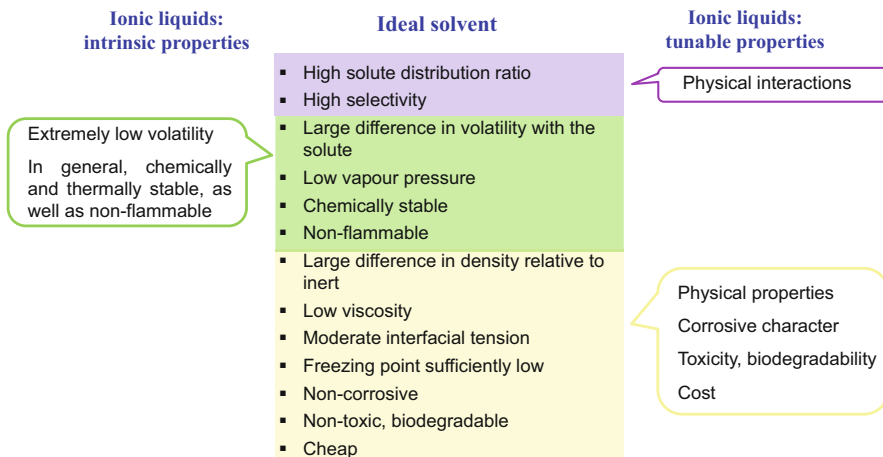 Ionic liquids:
intrinsic properties
Ideal solvent
Ionic liquids:
tunable properties
▪ High solute distribution ratio
▪ High selectivity
▪ Large difference in volatility with the
solute
▪ Low vapour pressure
▪ Chemically stable
▪ Non-flammable
▪ Large difference in density relative to
inert
▪ Low viscosity
▪ Moderate interfacial tension
▪ Freezing point sufficiently low
▪ Non-corrosive
▪ Non-toxic, biodegradable
▪ Cheap
Extremely low volatility
In general, chemically
and thermally stable, as
well as non-flammable
Physical interactions
Physical properties
Corrosive character
Toxicity, biodegradability
Cost